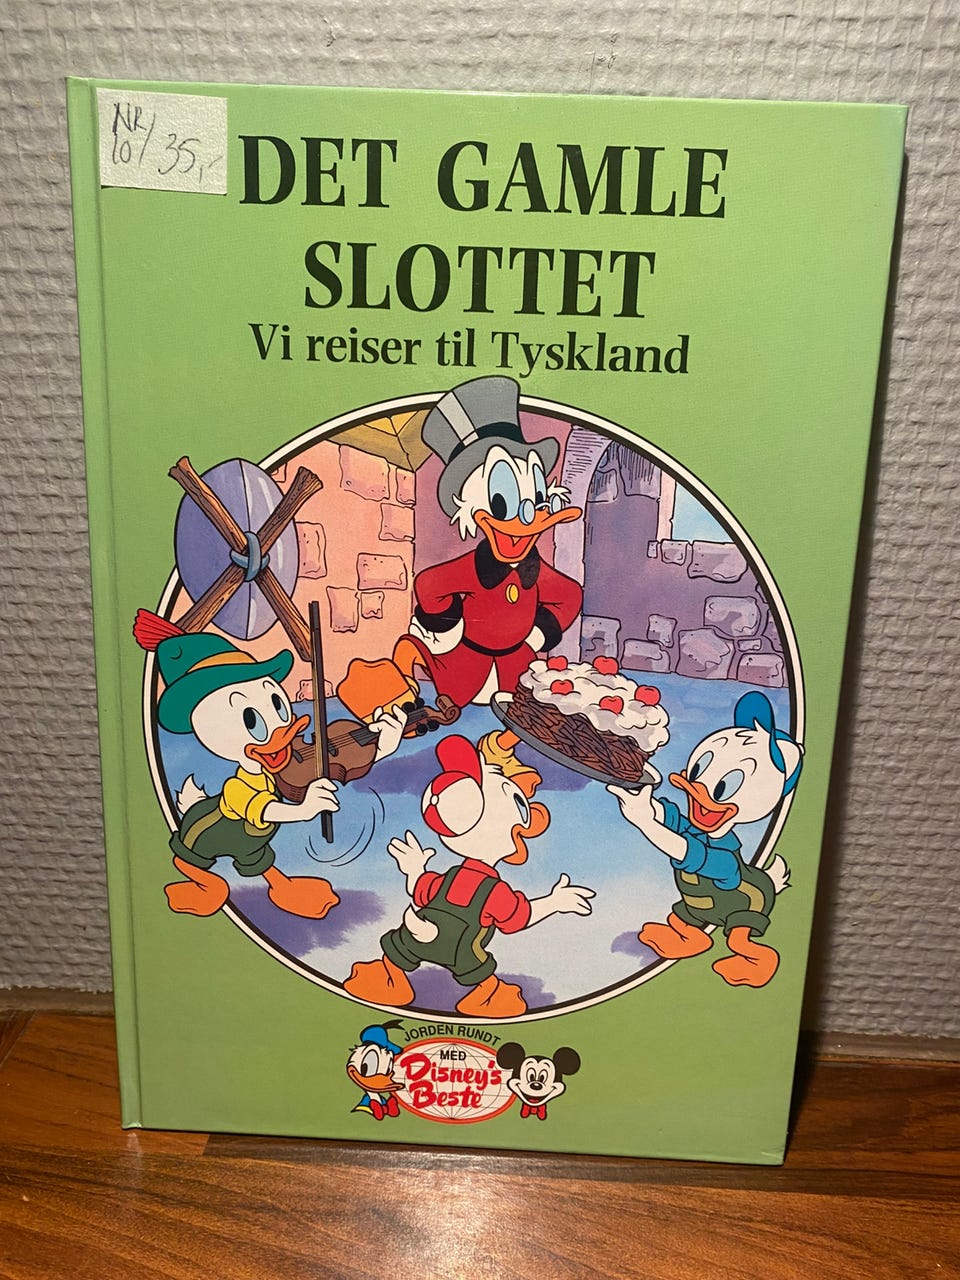 NR/
10/ 35,-
DET GAMLE
SLOTTET
Vi reiser til Tyskland
JORDEN RUNDT
MED
Disney's
Beste